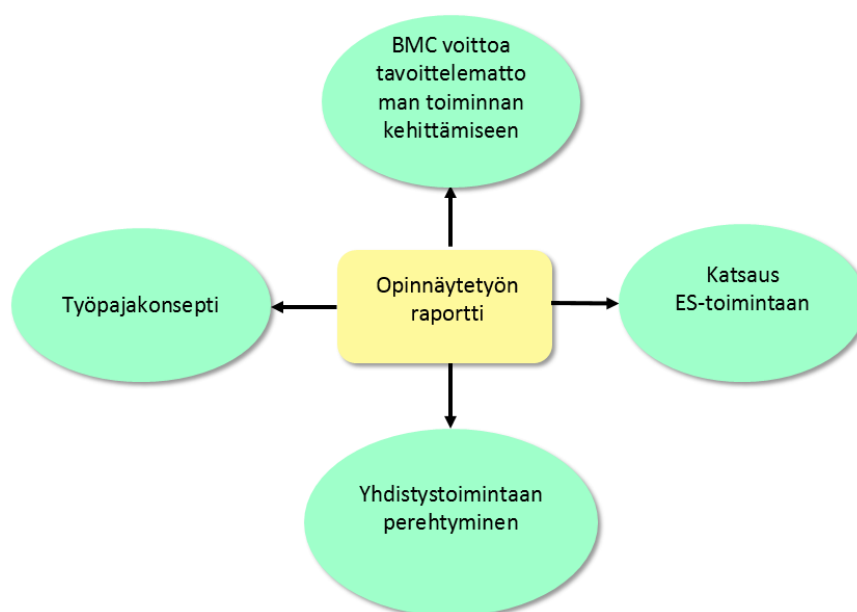 BMC voittoa
tavoittelematto
man toiminnan
kehittämiseen
Työpajakonsepti
Opinnäytetyön
raportti
Katsaus
ES-toimintaan
Yhdistystoimintaan
perehtyminen